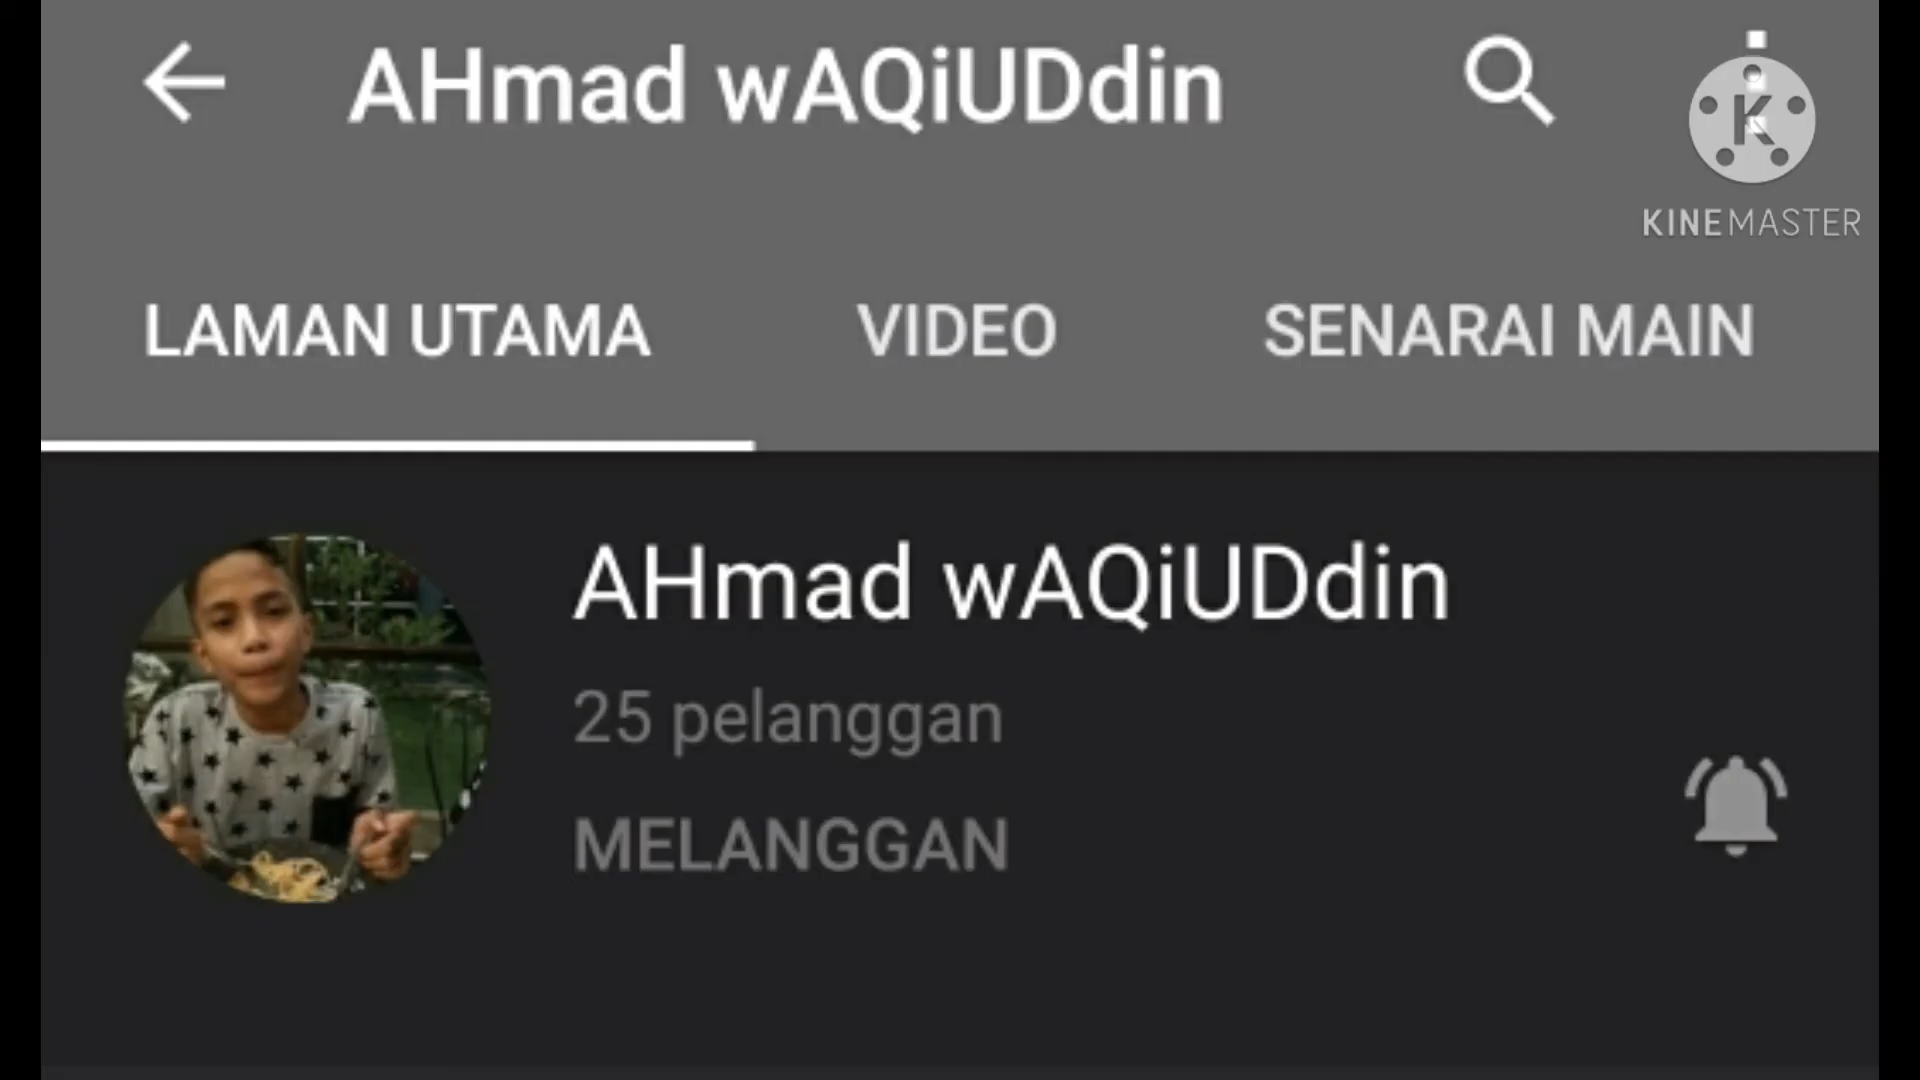 AHmad wAQiUDdin
KINEMASTER
LAMAN UTAMA VIDEO SENARAI MAIN
AHmad wAQiUDdin
25 pelanggan
MELANGGAN